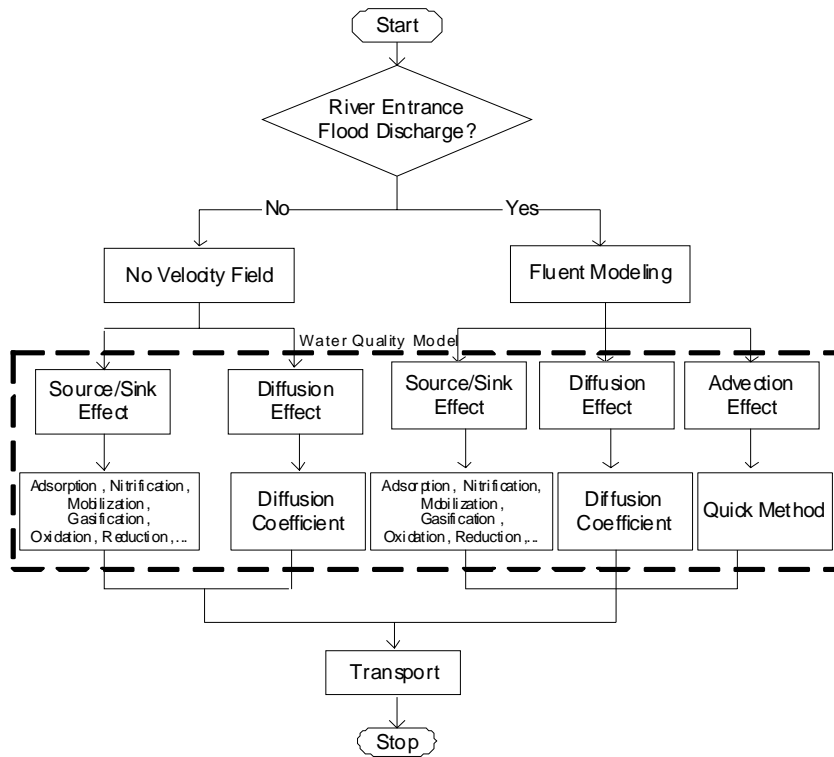 Start
River Entrance
Flood Discharge?
No
Yes
No Velocity Field
Fluent Modeling
Water Quality Model
Source/Sink
Effect
Diffusion
Effect
Source/Sink
Effect
Diffusion
Effect
Advection
Effect
Adsorption, Nitrification,
Mobilization,
Gasification,
Oxidation, Reduction,...
Diffusion
Coefficient
Adsorption, Nitrification,
Mobilization,
Gasification,
Oxidation, Reduction,...
Diffusion
Coefficient
Quick Method
Transport
Stop